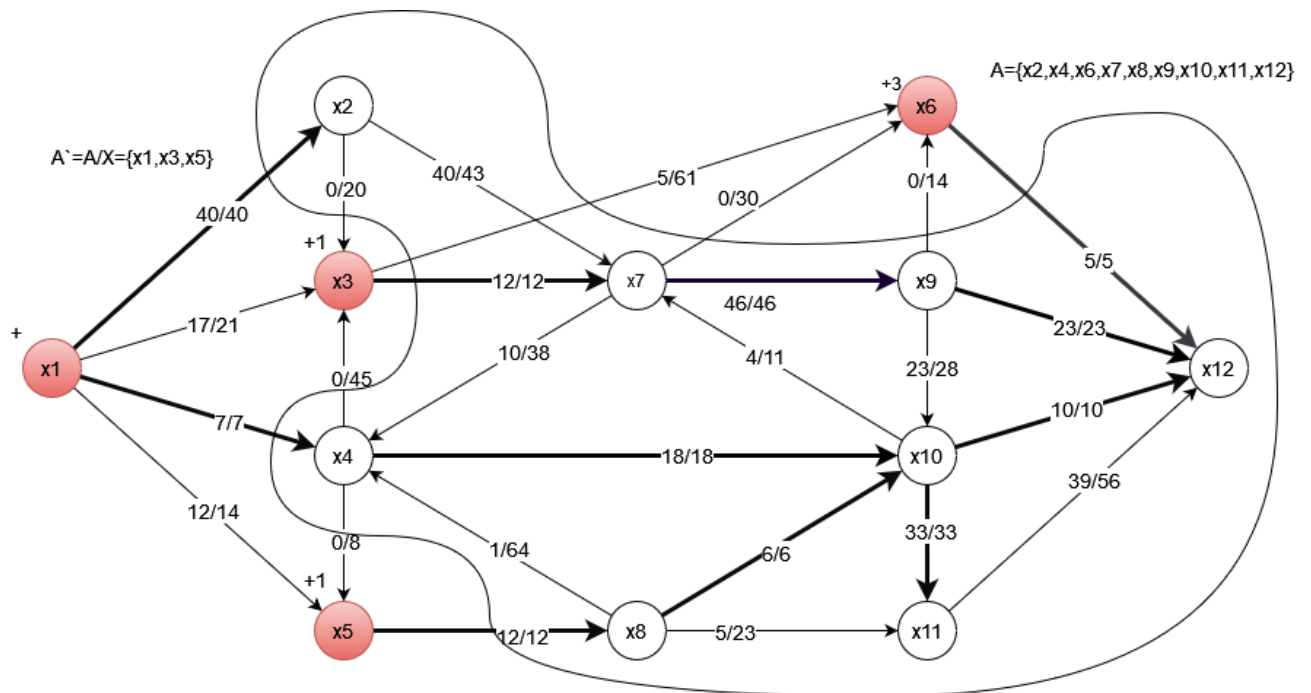 A={x2,x4,x6,x7,x8,x9,x10,x11,x12}
+3
x6
x2
A`=A/X={x1,x3,x5}
40/43
5/61
0/20
0/30
0/14
40/40
+1
x3
12/12
x7
46/46
x9
5/5
17/21
+
23/23
x1
10/38
4/11
23/28
x12
0/45
7/7
10/10
x4
18/18
x10
39/56
12/14
0/8
1/64
6/6
33/33
+1
x5
12/12
x8
5/23
x11